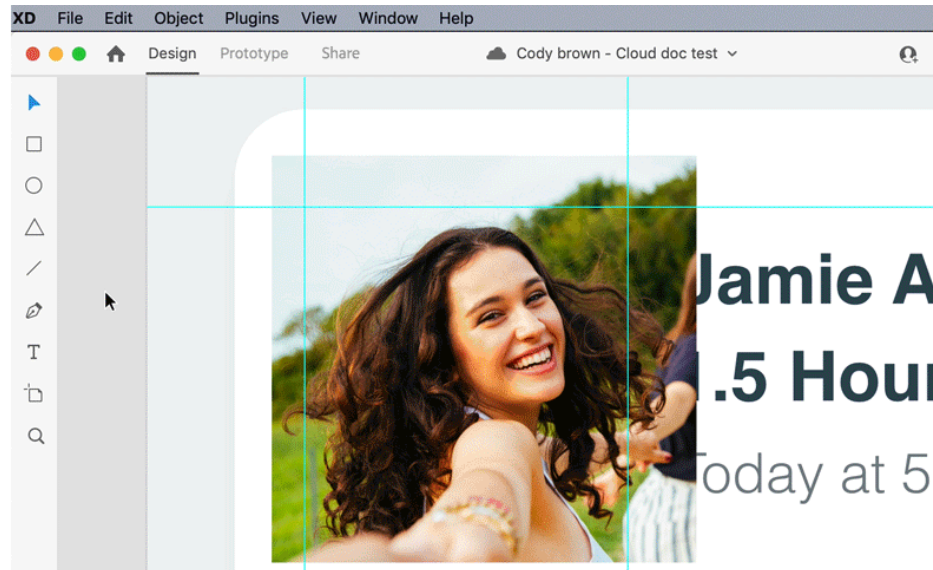 XD File Edit Object Plugins View Window Help
Design Prototype Share Cody brown - Cloud doc test
T
Jamie A
1.5 Hour
Today at 5